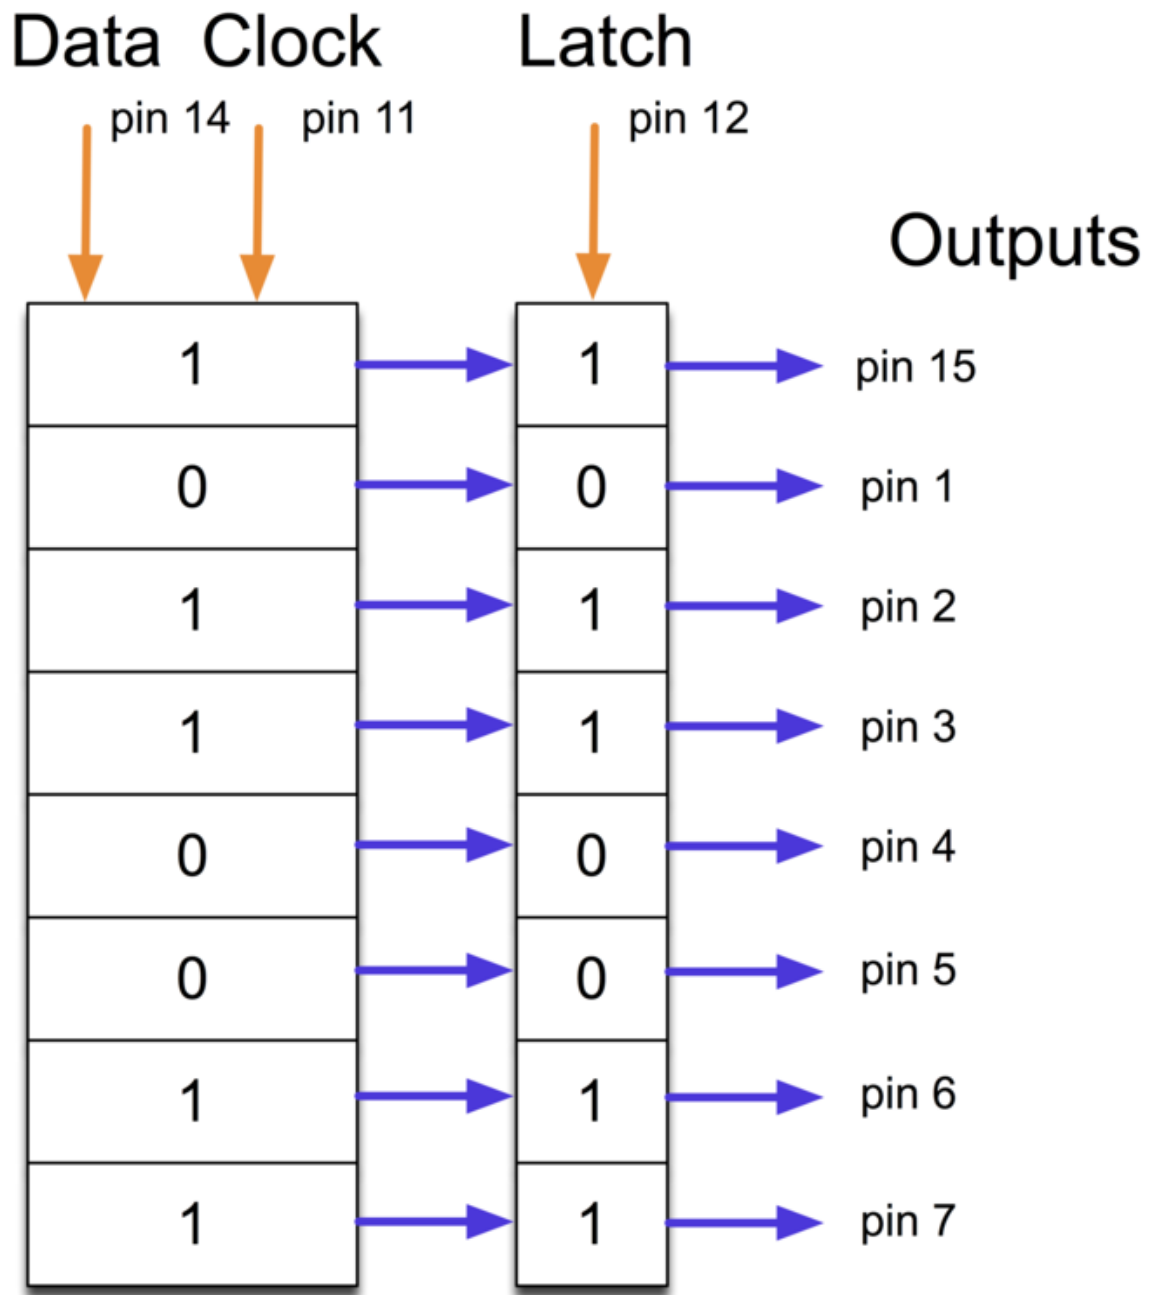 Data Clock Latch
pin 14 pin 11 pin 12
Outputs
1 1 pin 15
0 0 pin 1
1 1 pin 2
1 1 pin 3
0 0 pin 4
0 0 pin 5
1 1 pin 6
1 1 pin 7